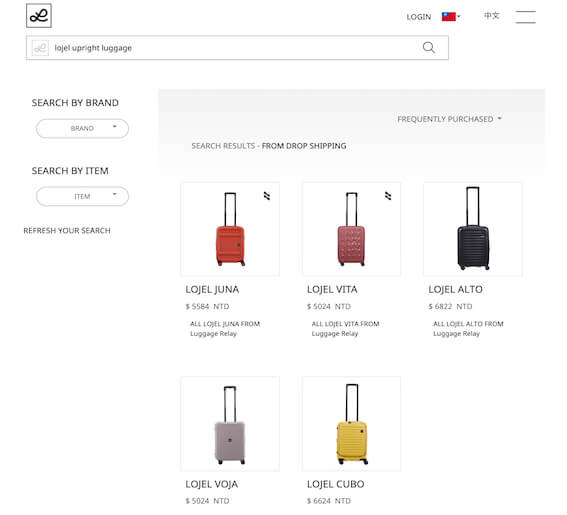 LOGIN
中文
lojel upright luggage
SEARCH BY BRAND
BRAND
SEARCH BY ITEM
ITEM
REFRESH YOUR SEARCH
FREQUENTLY PURCHASED
SEARCH RESULTS - FROM DROP SHIPPING
LOJEL JUNA
$ 5584 NTD
ALL LOJEL JUNA FROM
Luggage Relay
LOJEL VITA
$ 5024 NTD
ALL LOJEL VITA FROM
Luggage Relay
LOJEL ALTO
$ 6822 NTD
ALL LOJEL ALTO FROM
Luggage Relay
LOJEL VOJA
$ 5024 NTD
LOJEL CUBO
$ 6624 NTD